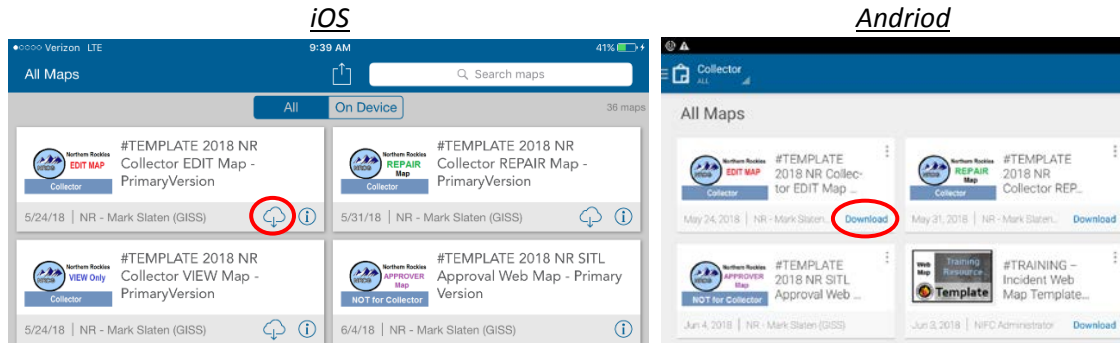 iOS
Andriod
Verizon LTE
9:39 AM
41%
All Maps
Search maps
All
On Device
36 maps
Northern Rockies
EDIT MAP
Collector
#TEMPLATE 2018 NR
Collector EDIT Map -
PrimaryVersion
5/24/18 | NR - Mark Slaten (GISS)
Northern Rockies
REPAIR
Map
Collector
#TEMPLATE 2018 NR
Collector REPAIR Map -
PrimaryVersion
5/31/18 | NR - Mark Slaten (GISS)
Northern Rockies
VIEW Only
Collector
#TEMPLATE 2018 NR
Collector VIEW Map -
PrimaryVersion
5/24/18 | NR - Mark Slaten (GISS)
Northern Rockies
APPROVER
Map
NOT for Collector
#TEMPLATE 2018 NR SITL
Approval Web Map - Primary
Version
6/4/18 | NR - Mark Slaten (GISS)
Collector
ALL
All Maps
Northern Rockies
EDIT MAP
Collector
#TEMPLATE
2018 NR Collec-
tor EDIT Map ...
May 24, 2018 | NR - Mark Slaten...
Download
Northern Rockies
REPAIR
Map
Collector
#TEMPLATE
2018 NR
Collector REP...
May 31, 2018 | NR - Mark Slaten...
Download
Northern Rockies
APPROVER
Map
NOT for Collector
#TEMPLATE
2018 NR SITL
Approval Web ...
Jun 4, 2018 | NR - Mark Slaten (GISS)
Web
Map
Training
Resource
Template
#TRAINING –
Incident Web
Map Template...
Jun 3, 2018 | NIFC Administrator
Download